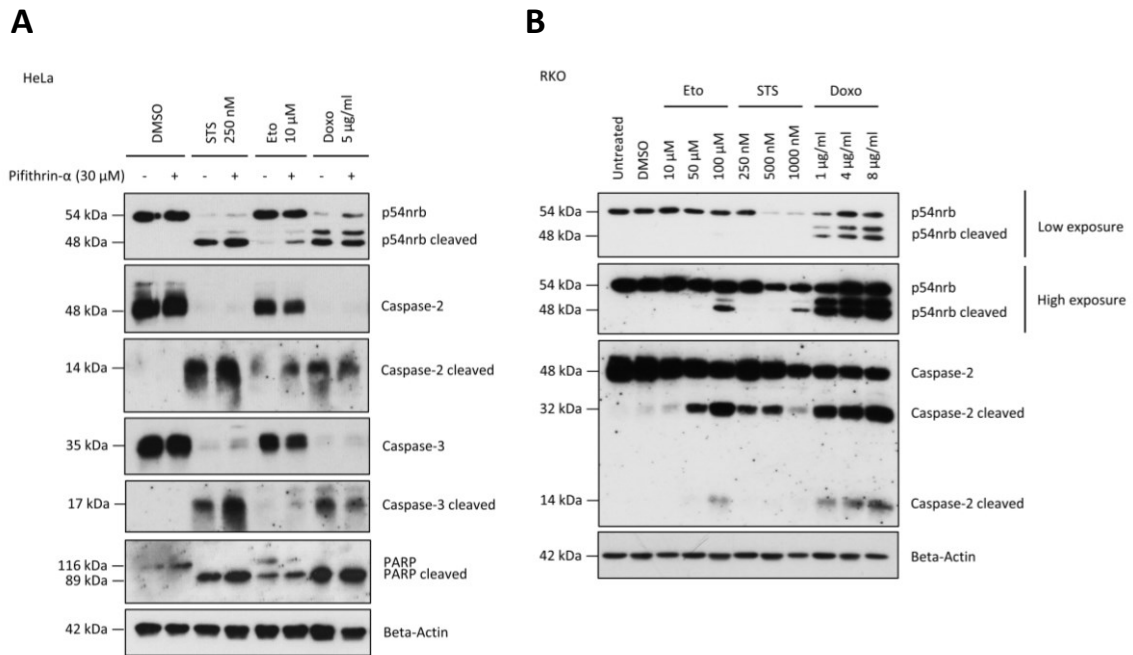 A
HeLa
DMSO
STS
250 nM
Eto
10 µM
Doxo
5 µg/ml
Pifithrin-α (30 µM) - + - + - + - +
54 kDa p54nrb
48 kDa p54nrb cleaved
48 kDa Caspase-2
14 kDa Caspase-2 cleaved
35 kDa Caspase-3
17 kDa Caspase-3 cleaved
116 kDa PARP
89 kDa PARP cleaved
42 kDa Beta-Actin
B
RKO
Eto STS Doxo
Untreated
DMSO
10 µM
50 µM
100 µM
250 nM
500 nM
1000 nM
1 µg/ml
4 µg/ml
8 µg/ml
54 kDa p54nrb
48 kDa p54nrb cleaved
Low exposure
54 kDa p54nrb
48 kDa p54nrb cleaved
High exposure
48 kDa Caspase-2
32 kDa Caspase-2 cleaved
14 kDa Caspase-2 cleaved
42 kDa Beta-Actin